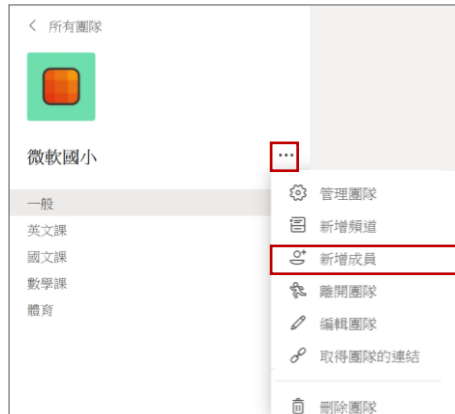 所有團隊
微軟國小
一般
英文課
國文課
數學課
體育
管理團隊
新增頻道
新增成員
離開團隊
編輯團隊
取得團隊的連結
刪除團隊